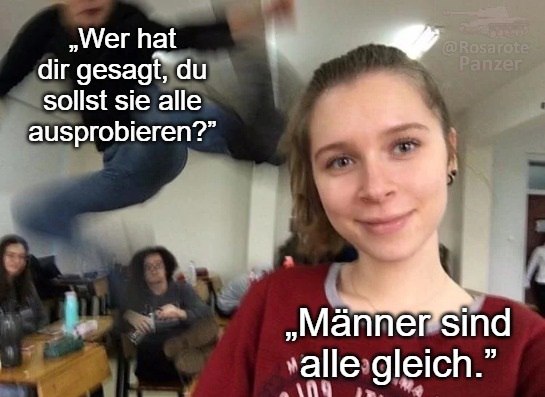 „Wer hat
dir gesagt, du
sollst sie alle
ausprobieren?”
@Rosarote
Panzer
„Männer sind
alle gleich.”